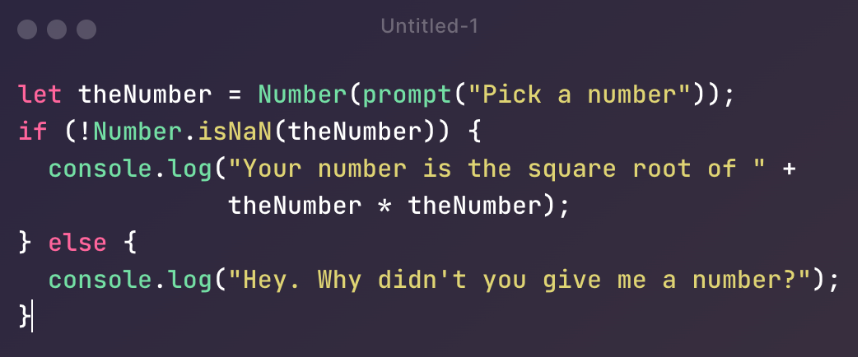 Untitled-1
let theNumber = Number(prompt("Pick a number"));
if (!Number.isNaN(theNumber)) {
  console.log("Your number is the square root of " +
              theNumber * theNumber);
} else {
  console.log("Hey. Why didn't you give me a number?");
}